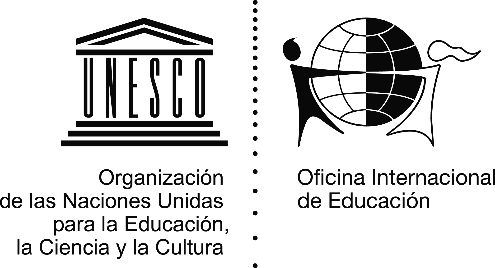 UNESCO
Organización
de las Naciones Unidas
para la Educación,
la Ciencia y la Cultura
Oficina Internacional
de Educación